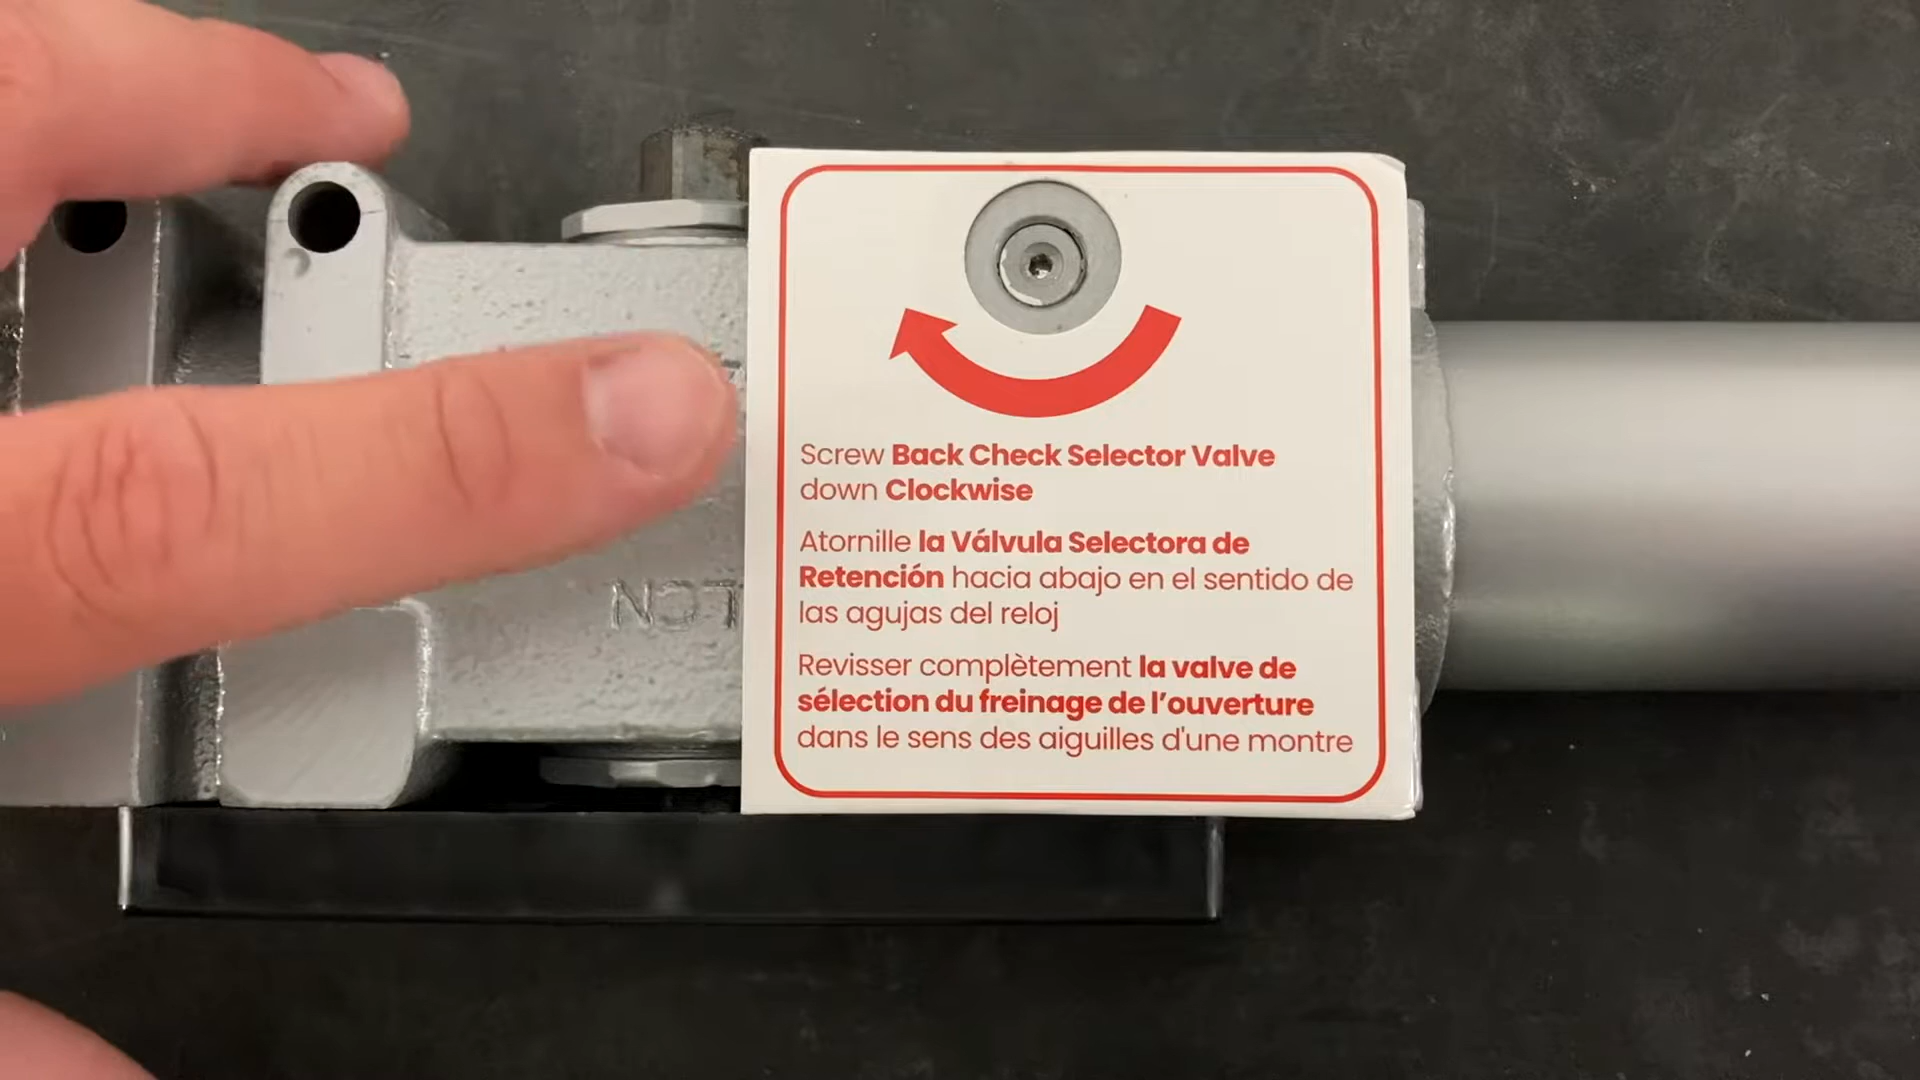 Screw Back Check Selector Valve
down Clockwise
Atornille la Válvula Selectora de
Retención hacia abajo en el sentido de
las agujas del reloj
Revisser complètement la valve de
sélection du freinage de l'ouverture
dans le sens des aiguilles d'une montre